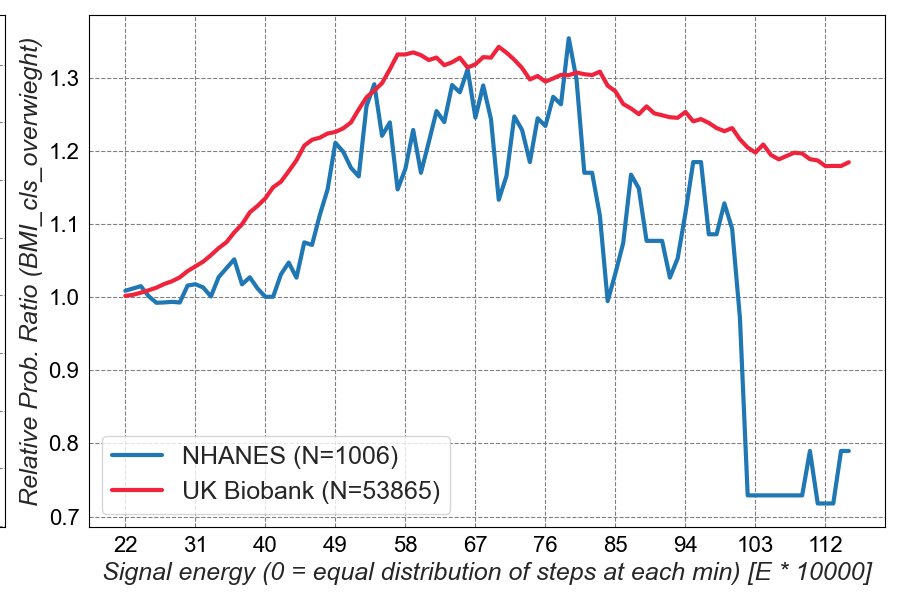 Relative Prob. Ratio (BMI_cls_overwieght)
1.3
1.2
1.1
1.0
0.9
0.8
0.7
NHANES (N=1006)
UK Biobank (N=53865)
22 31 40 49 58 67 76 85 94 103 112
Signal energy (0 = equal distribution of steps at each min) [E * 10000]